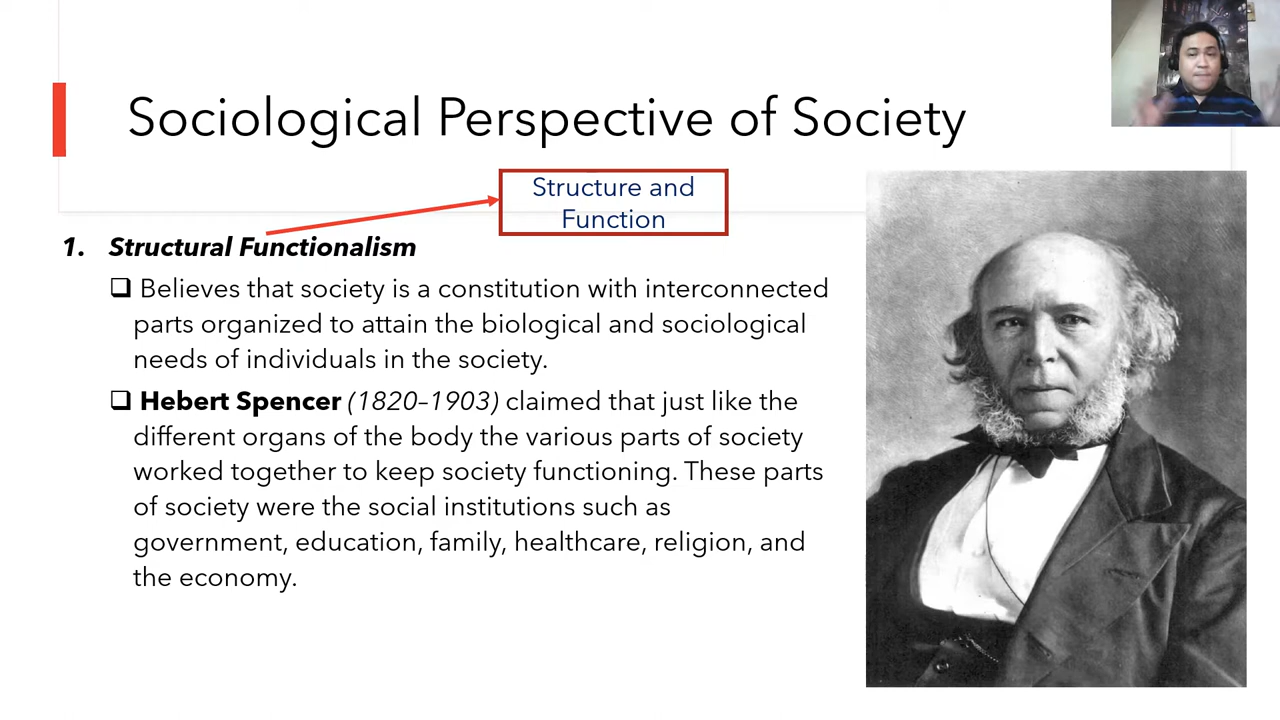 Sociological Perspective of Society
Structure and
Function
1. Structural Functionalism
❑ Believes that society is a constitution with interconnected
parts organized to attain the biological and sociological
needs of individuals in the society.
❑ Hebert Spencer (1820–1903) claimed that just like the
different organs of the body the various parts of society
worked together to keep society functioning. These parts
of society were the social institutions such as
government, education, family, healthcare, religion, and
the economy.